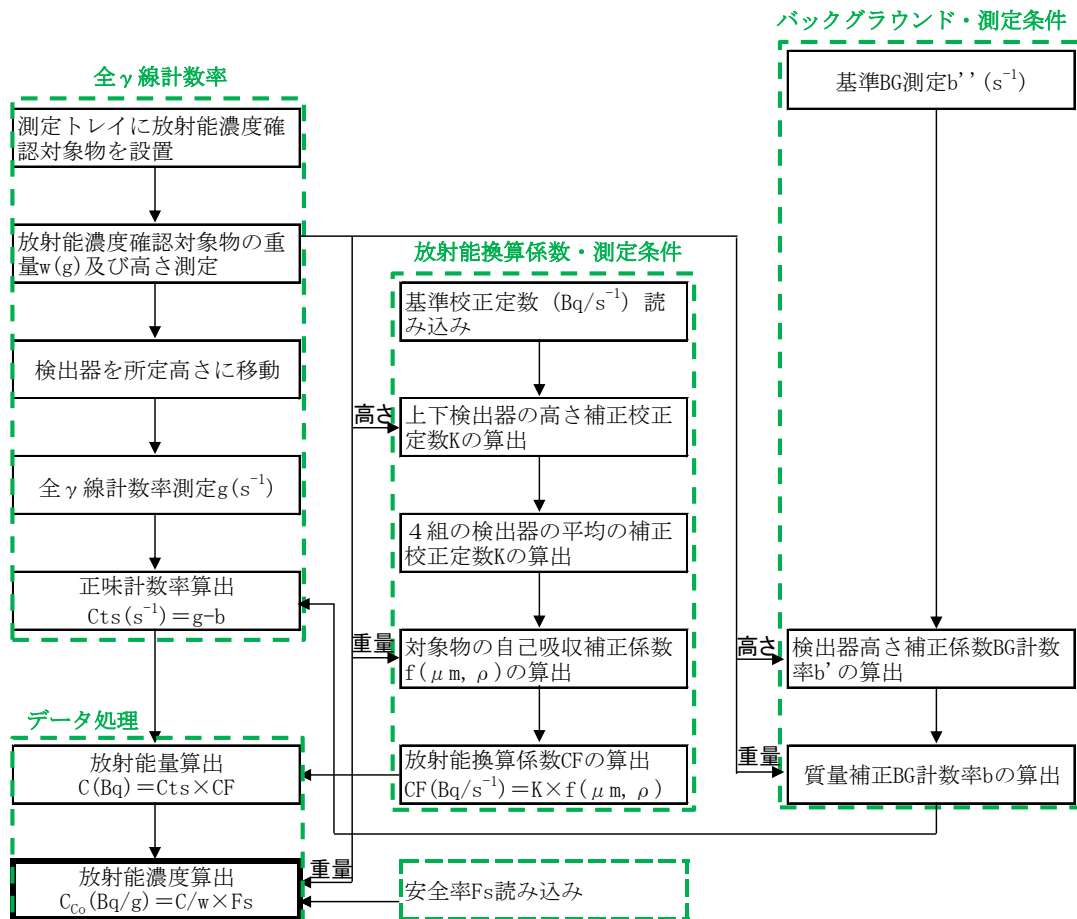 全γ線計数率
測定トレイに放射能濃度確
認対象物を設置
放射能濃度確認対象物の重
量w(g)及び高さ測定
検出器を所定高さに移動
全γ線計数率測定g(s⁻¹)
正味計数率算出
Cts(s⁻¹)=g-b
データ処理
放射能量算出
C(Bq)=Cts×CF
放射能濃度算出
C_Co(Bq/g)=C/w×Fs
放射能換算係数・測定条件
基準校正定数 (Bq/s⁻¹) 読
み込み
高さ
上下検出器の高さ補正校正
定数Kの算出
４組の検出器の平均の補正
校正定数Kの算出
重量
対象物の自己吸収補正係数
f(μm, ρ)の算出
放射能換算係数CFの算出
CF(Bq/s⁻¹)=K×f(μm, ρ)
重量
安全率Fs読み込み
バックグラウンド・測定条件
基準BG測定b''(s⁻¹)
高さ
検出器高さ補正係数BG計数
率b'の算出
重量
質量補正BG計数率bの算出